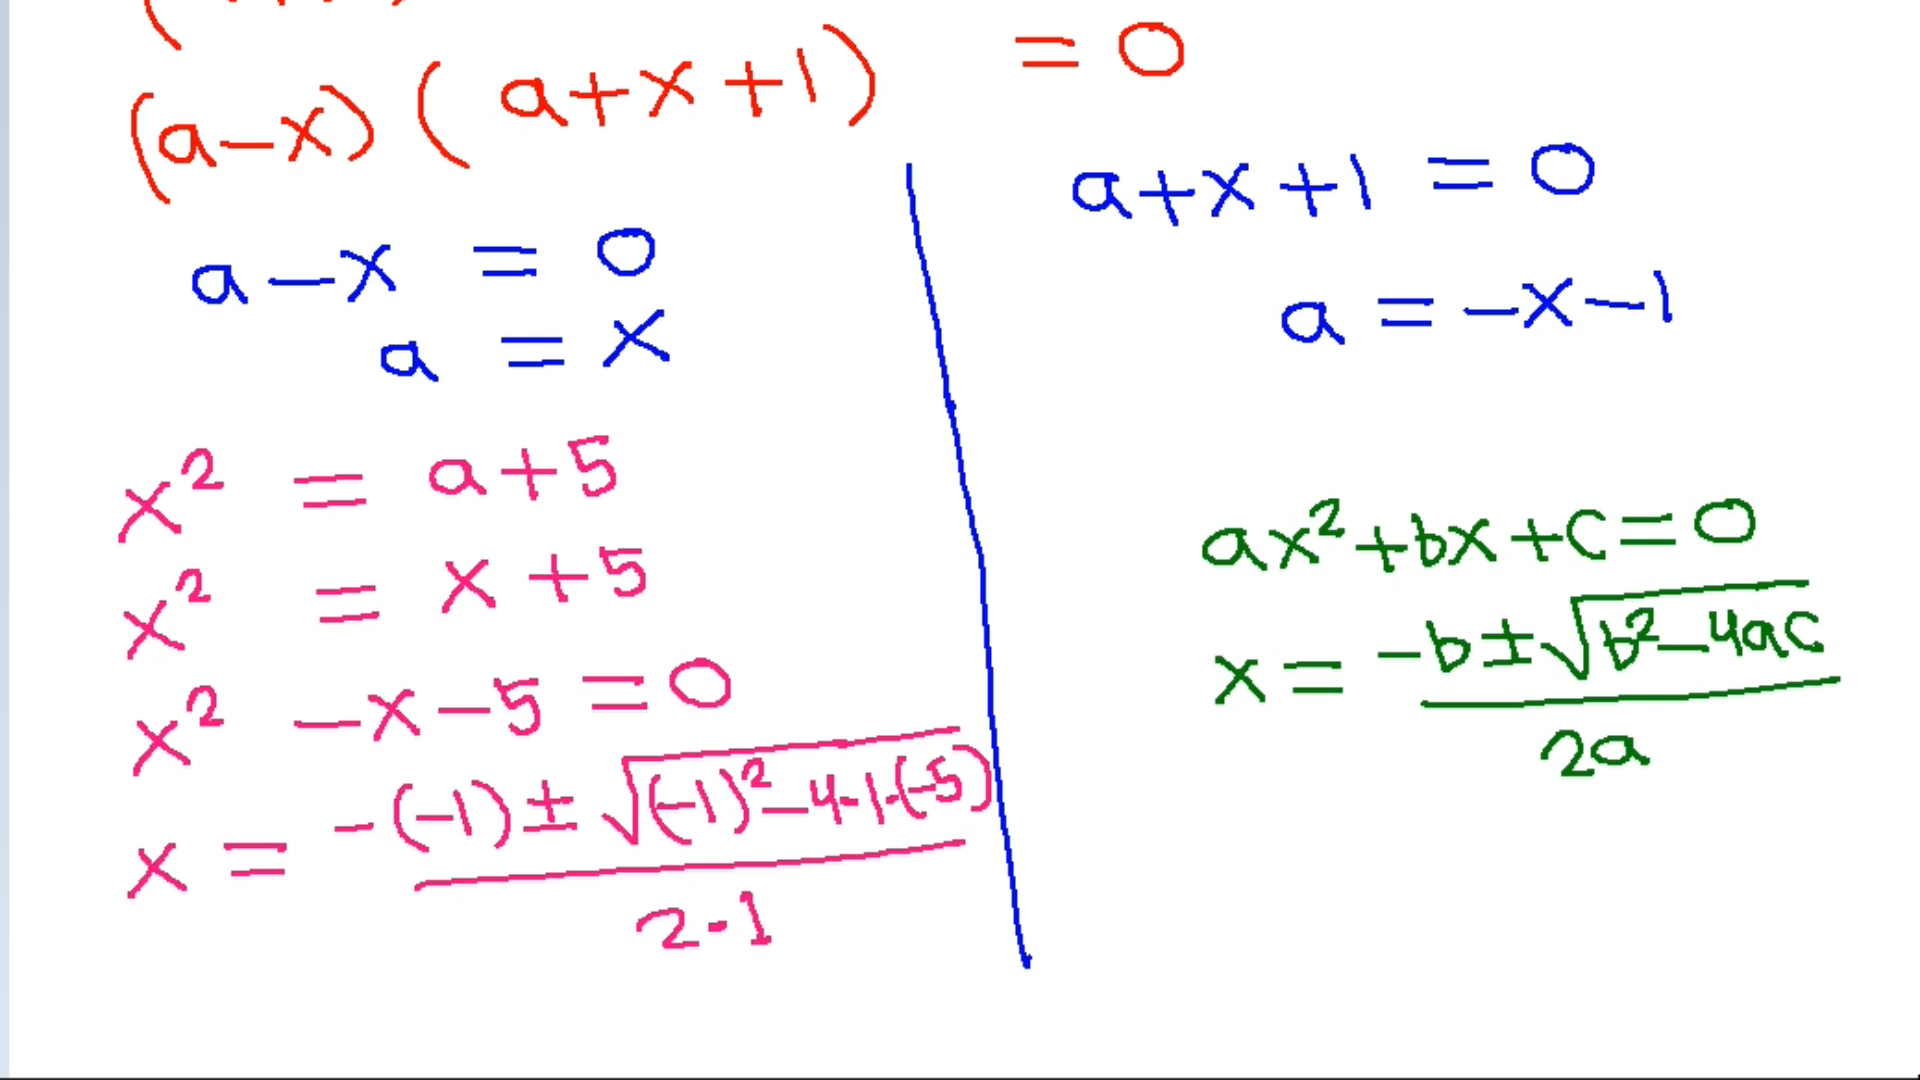 (a-x)(a+x+1) = 0
a-x = 0
a = x
x² = a+5
x² = x+5
x² -x-5=0
x = -(-1)±√(-1)²-4·1·(-5) / 2·1
a+x+1 = 0
a = -x-1
ax²+bx+c=0
x = -b±√b²-4ac / 2a